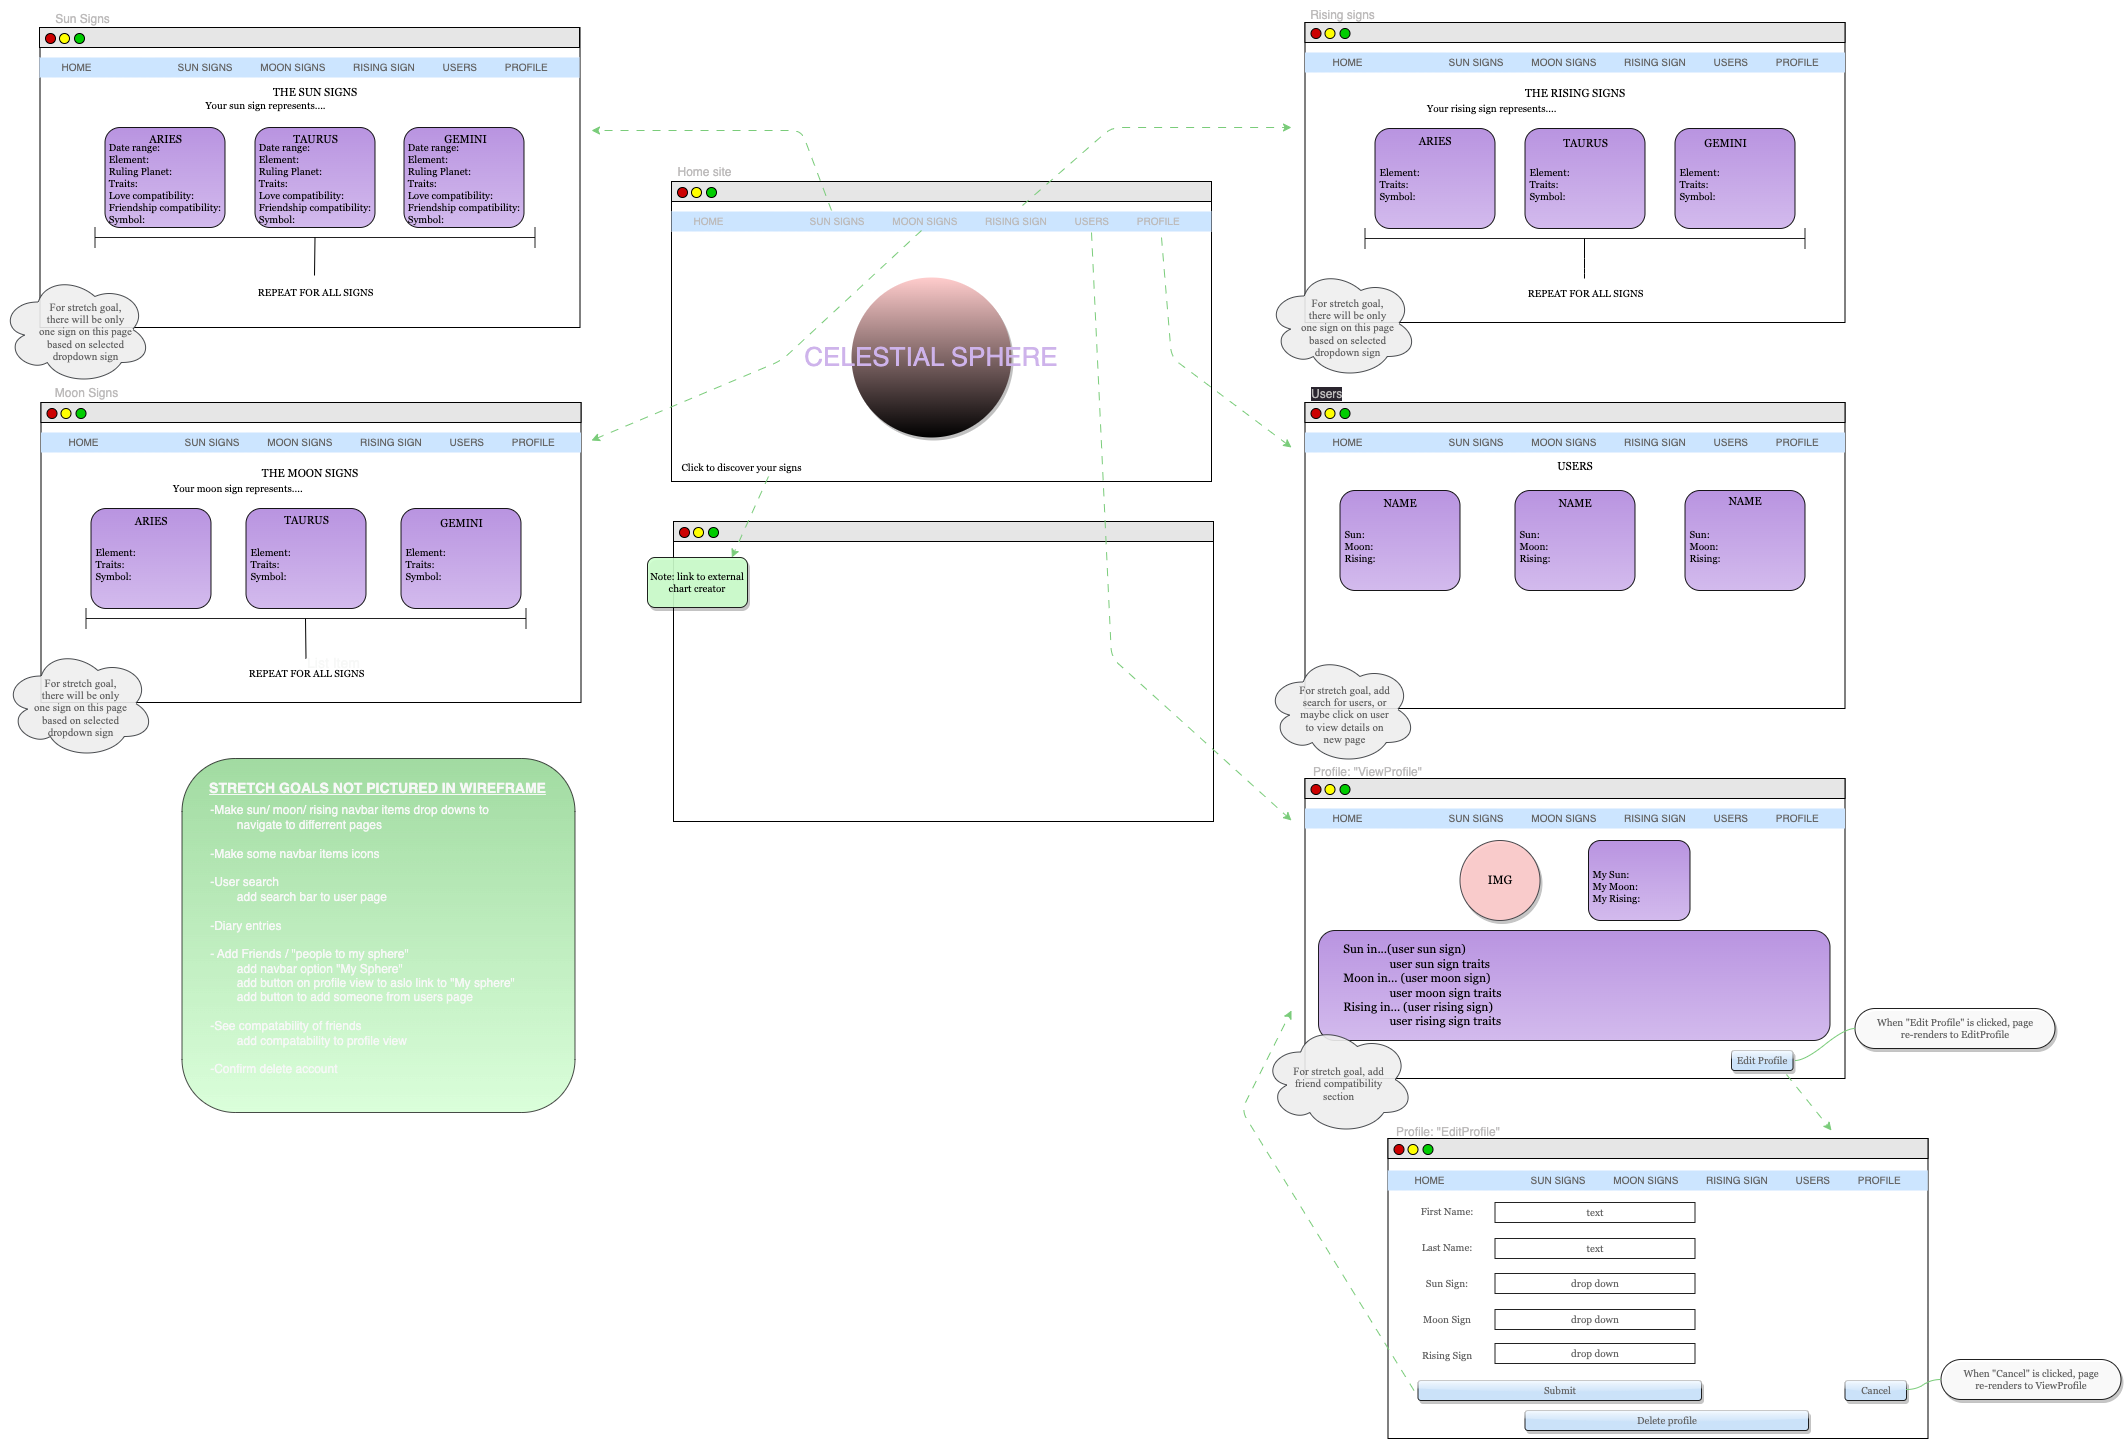 Sun Signs
HOME SUN SIGNS MOON SIGNS RISING SIGN USERS PROFILE
THE SUN SIGNS
Your sun sign represents....
ARIES
Date range:
Element:
Ruling Planet:
Traits:
Love compatibility:
Friendship compatibility:
Symbol:
TAURUS
Date range:
Element:
Ruling Planet:
Traits:
Love compatibility:
Friendship compatibility:
Symbol:
GEMINI
Date range:
Element:
Ruling Planet:
Traits:
Love compatibility:
Friendship compatibility:
Symbol:
REPEAT FOR ALL SIGNS
For stretch goal,
there will be only
one sign on this page
based on selected
dropdown sign
Moon Signs
HOME SUN SIGNS MOON SIGNS RISING SIGN USERS PROFILE
THE MOON SIGNS
Your moon sign represents....
ARIES
Element:
Traits:
Symbol:
TAURUS
Element:
Traits:
Symbol:
GEMINI
Element:
Traits:
Symbol:
REPEAT FOR ALL SIGNS
For stretch goal,
there will be only
one sign on this page
based on selected
dropdown sign
STRETCH GOALS NOT PICTURED IN WIREFRAME
-Make sun/ moon/ rising navbar items drop downs to
navigate to differrent pages
-Make some navbar items icons
-User search
add search bar to user page
-Diary entries
- Add Friends / "people to my sphere"
add navbar option "My Sphere"
add button on profile view to aslo link to "My sphere"
add button to add someone from users page
-See compatability of friends
add compatability to profile view
-Confirm delete account
Home site
HOME SUN SIGNS MOON SIGNS RISING SIGN USERS PROFILE
CELESTIAL SPHERE
Click to discover your signs
Note: link to external
chart creator
Rising signs
HOME SUN SIGNS MOON SIGNS RISING SIGN USERS PROFILE
THE RISING SIGNS
Your rising sign represents....
ARIES
Element:
Traits:
Symbol:
TAURUS
Element:
Traits:
Symbol:
GEMINI
Element:
Traits:
Symbol:
REPEAT FOR ALL SIGNS
For stretch goal,
there will be only
one sign on this page
based on selected
dropdown sign
Users
HOME SUN SIGNS MOON SIGNS RISING SIGN USERS PROFILE
USERS
NAME
Sun:
Moon:
Rising:
NAME
Sun:
Moon:
Rising:
NAME
Sun:
Moon:
Rising:
For stretch goal, add
search for users, or
maybe click on user
to view details on
new page
Profile: "ViewProfile"
HOME SUN SIGNS MOON SIGNS RISING SIGN USERS PROFILE
IMG
My Sun:
My Moon:
My Rising:
Sun in...(user sun sign)
user sun sign traits
Moon in... (user moon sign)
user moon sign traits
Rising in... (user rising sign)
user rising sign traits
Edit Profile
When "Edit Profile" is clicked, page
re-renders to EditProfile
For stretch goal, add
friend compatibility
section
Profile: "EditProfile"
HOME SUN SIGNS MOON SIGNS RISING SIGN USERS PROFILE
First Name: text
Last Name: text
Sun Sign: drop down
Moon Sign drop down
Rising Sign drop down
Submit
Cancel
When "Cancel" is clicked, page
re-renders to ViewProfile
Delete profile